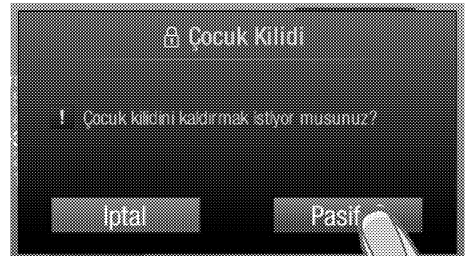 Çocuk Kilidi
! Çocuk kilidini kaldırmak istiyor musunuz?
İptal
Pasif